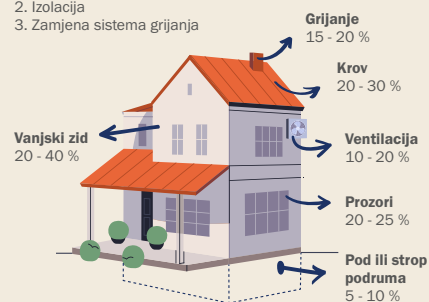 2. Izolacija
3. Zamjena sistema grijanja
Grijanje
15 - 20 %
Krov
20 - 30 %
Vanjski zid
20 - 40 %
Ventilacija
10 - 20 %
Prozori
20 - 25 %
Pod ili strop
podruma
5 - 10 %